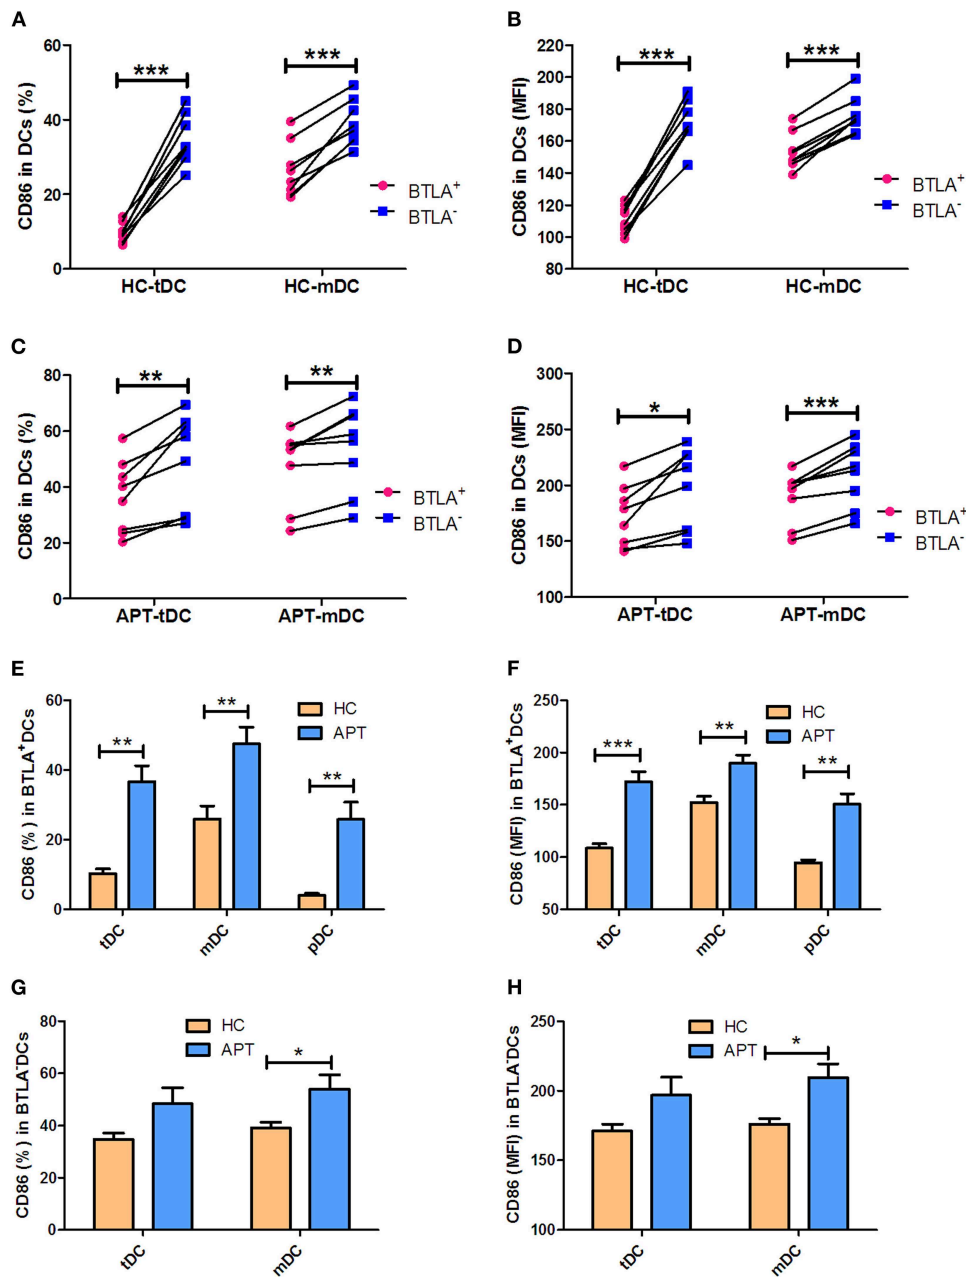 A
CD86 in DCs (%)
60
40
20
0
***
***
BTLA+
BTLA-
HC-tDC
HC-mDC
B
CD86 in DCs (MFI)
220
200
180
160
140
120
100
80
***
***
BTLA+
BTLA-
HC-tDC
HC-mDC
C
CD86 in DCs (%)
80
60
40
20
0
**
**
BTLA+
BTLA-
APT-tDC
APT-mDC
D
CD86 in DCs (MFI)
300
250
200
150
100
*
***
BTLA+
BTLA-
APT-tDC
APT-mDC
E
CD86 (%) in BTLA+DCs
60
40
20
0
**
**
**
HC
APT
tDC
mDC
pDC
F
CD86 (MFI) in BTLA+DCs
250
200
150
100
50
***
**
**
HC
APT
tDC
mDC
pDC
G
CD86 (%) in BTLA-DCs
80
60
40
20
0
*
HC
APT
tDC
mDC
H
CD86 (MFI) in BTLA-DCs
250
200
150
100
*
HC
APT
tDC
mDC